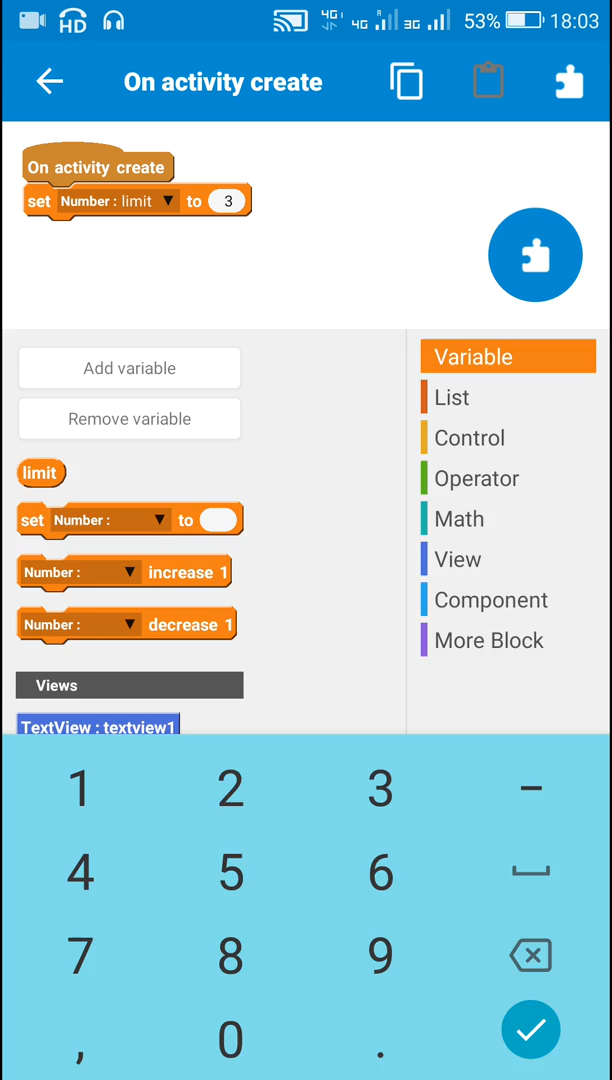 HD 4G 4G R 3G 53% 18:03
On activity create
On activity create
set Number : limit ▼ to 3
Add variable
Remove variable
limit
set Number : ▼ to
Number : ▼ increase 1
Number : ▼ decrease 1
Views
TextView : textview1
Variable
List
Control
Operator
Math
View
Component
More Block
1 2 3 –
4 5 6
7 8 9
, 0 .